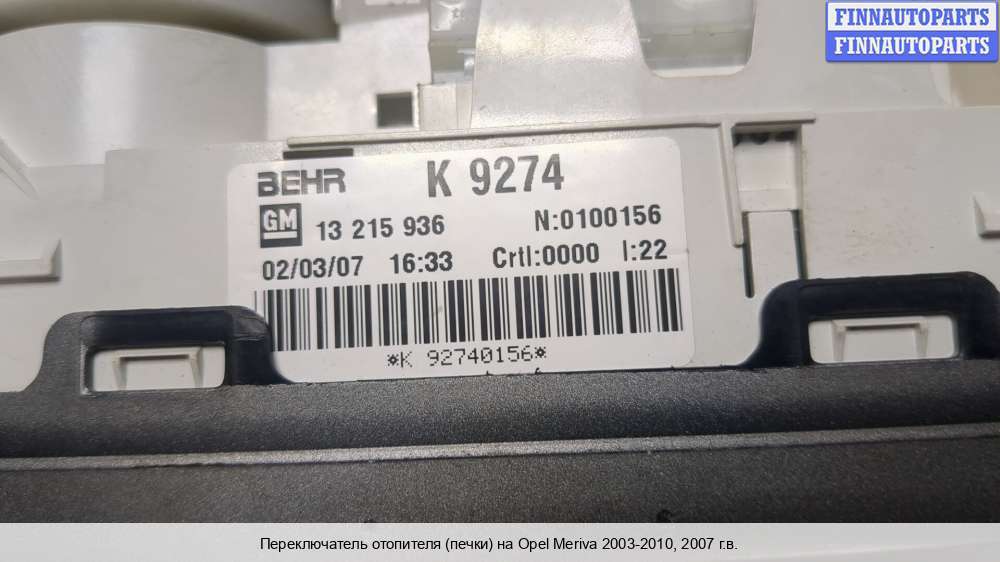 FINNAUTOPARTS
FINNAUTOPARTS
BEHR K 9274
GM 13 215 936 N:0100156
02/03/07 16:33 Crtl:0000 I:22
*K 92740156*
Переключатель отопителя (печки) на Opel Meriva 2003-2010, 2007 г.в.